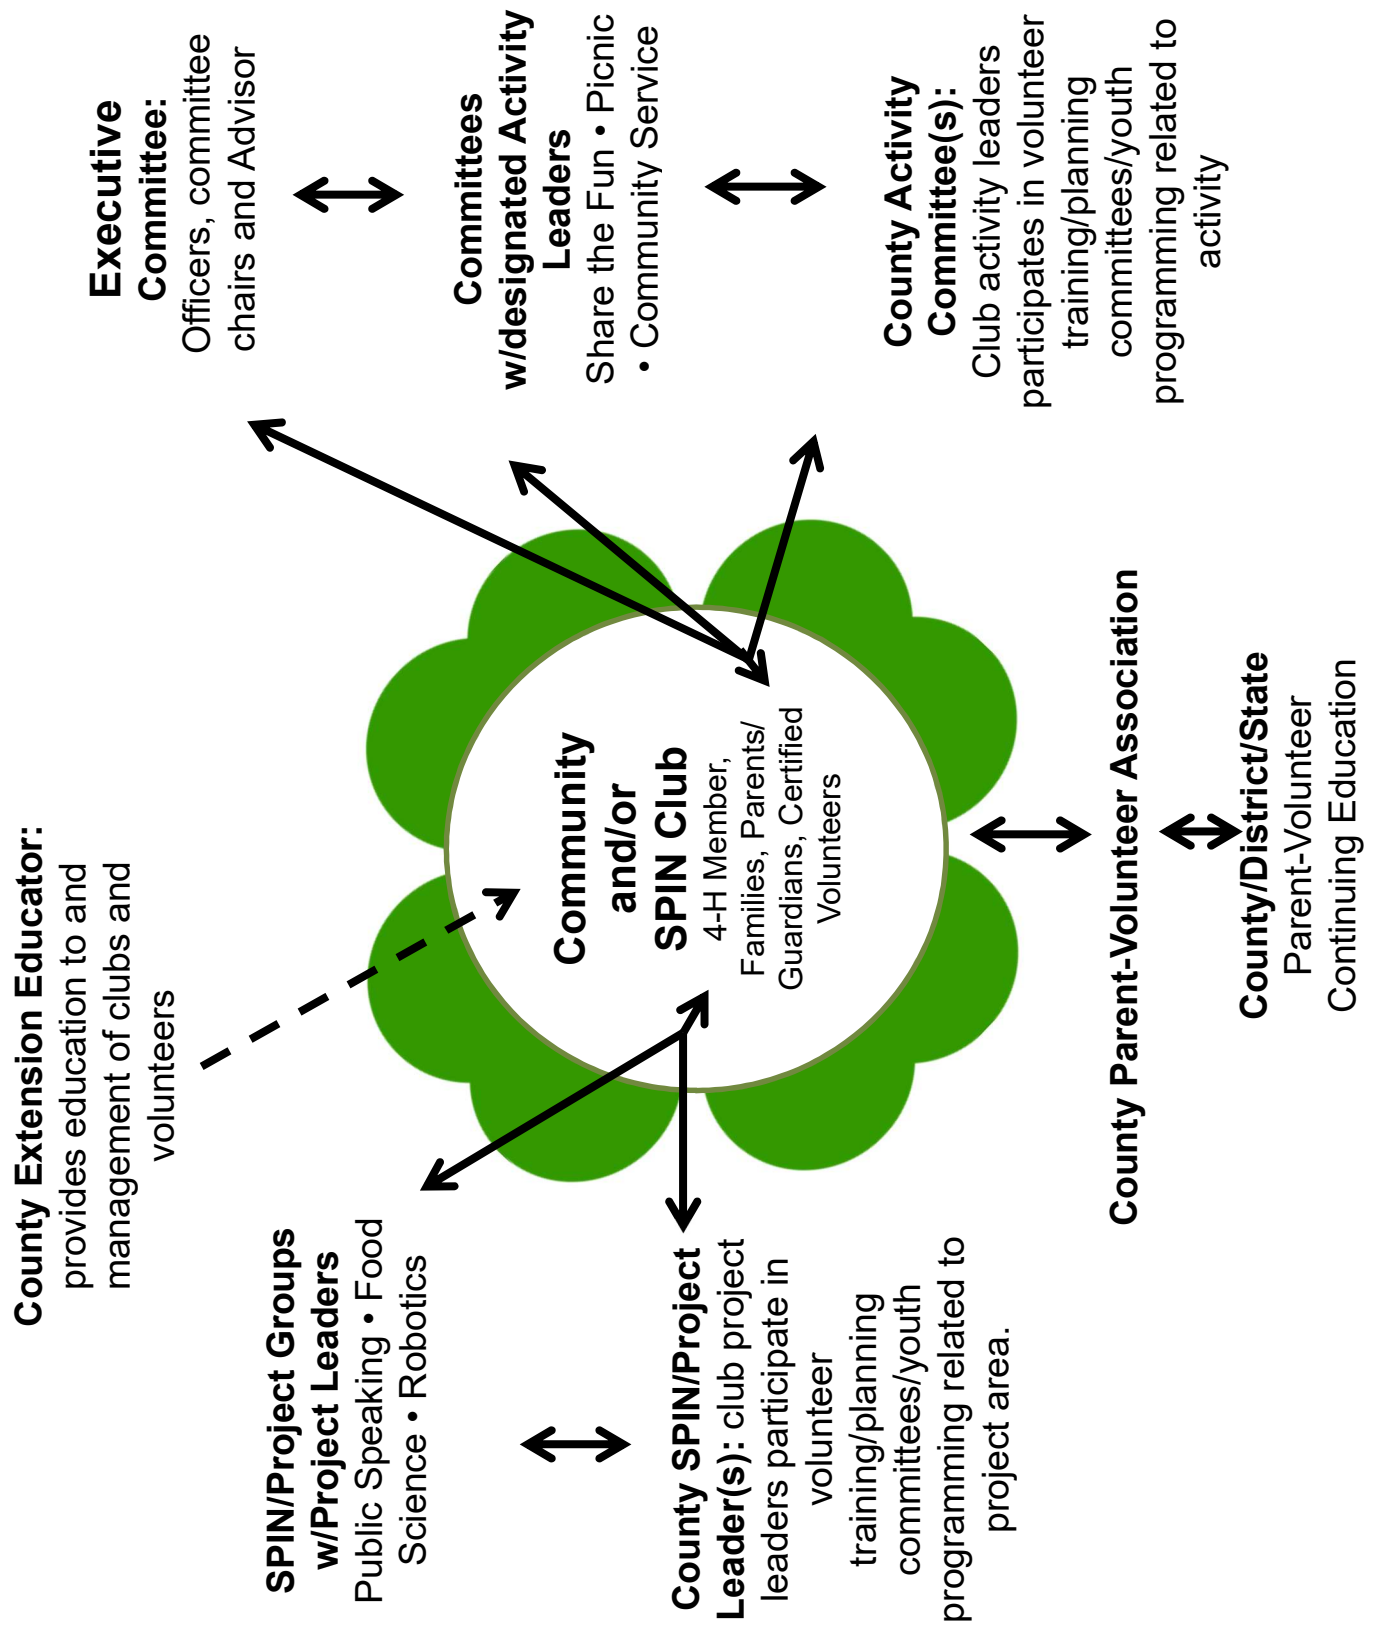 County Extension Educator:
provides education to and
management of clubs and
volunteers
SPIN/Project Groups
w/Project Leaders
Public Speaking • Food
Science • Robotics
County SPIN/Project
Leader(s): club project
leaders participate in
volunteer
training/planning
committees/youth
programming related to
project area.
Community
and/or
SPIN Club
4-H Member,
Families, Parents/
Guardians, Certified
Volunteers
Executive
Committee:
Officers, committee
chairs and Advisor
Committees
w/designated Activity
Leaders
Share the Fun • Picnic
• Community Service
County Activity
Committee(s):
Club activity leaders
participates in volunteer
training/planning
committees/youth
programming related to
activity
County Parent-Volunteer Association
County/District/State
Parent-Volunteer
Continuing Education